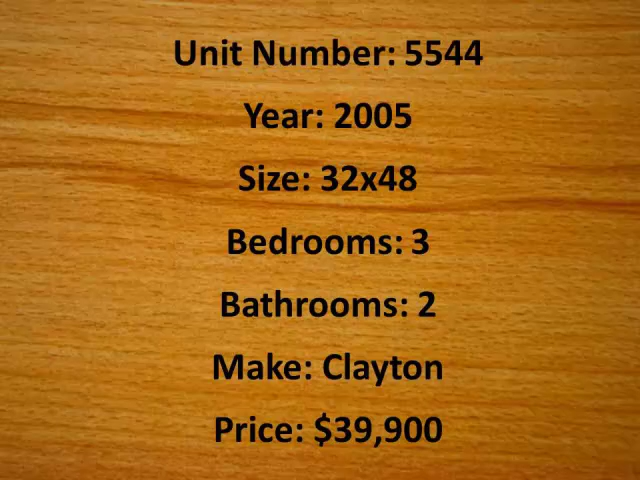 Unit Number: 5544
Year: 2005
Size: 32x48
Bedrooms: 3
Bathrooms: 2
Make: Clayton
Price: $39,900